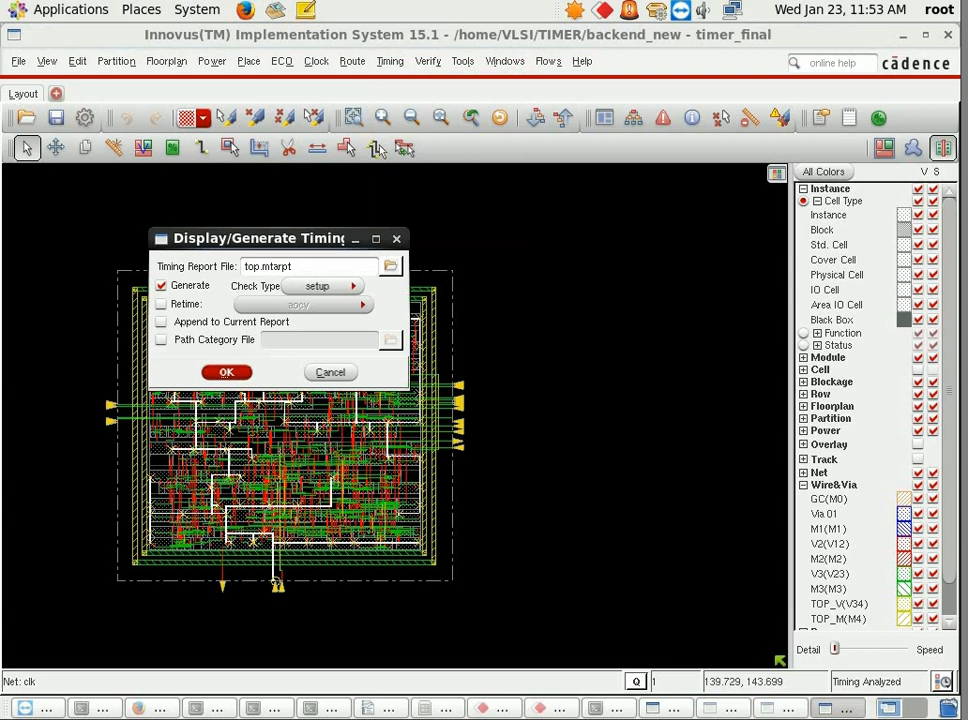 Applications Places System Wed Jan 23, 11:53 AM root
Innovus(TM) Implementation System 15.1 - /home/VLSI/TIMER/backend_new - timer_final
File View Edit Partition Floorplan Power Place ECO Clock Route Timing Verify Tools Windows Flows Help online help cādence
Layout
All Colors V S
Instance
Cell Type
Instance
Block
Std. Cell
Cover Cell
Physical Cell
IO Cell
Area IO Cell
Black Box
Function
Status
Module
Cell
Blockage
Row
Floorplan
Partition
Power
Overlay
Track
Net
Wire&Via
GC(M0)
Via 01
M1(M1)
V2(V12)
M2(M2)
V3(V23)
M3(M3)
TOP_V(V34)
TOP_M(M4)
Detail Speed
Display/Generate Timing
Timing Report File: top.mtarpt
Generate Check Type setup
Retime: aocv
Append to Current Report
Path Category File
OK Cancel
Net: clk Q 1 139.729, 143.699 Timing Analyzed
... ... ... ... ... ... ... ... ... ... ... ... ... ... ...